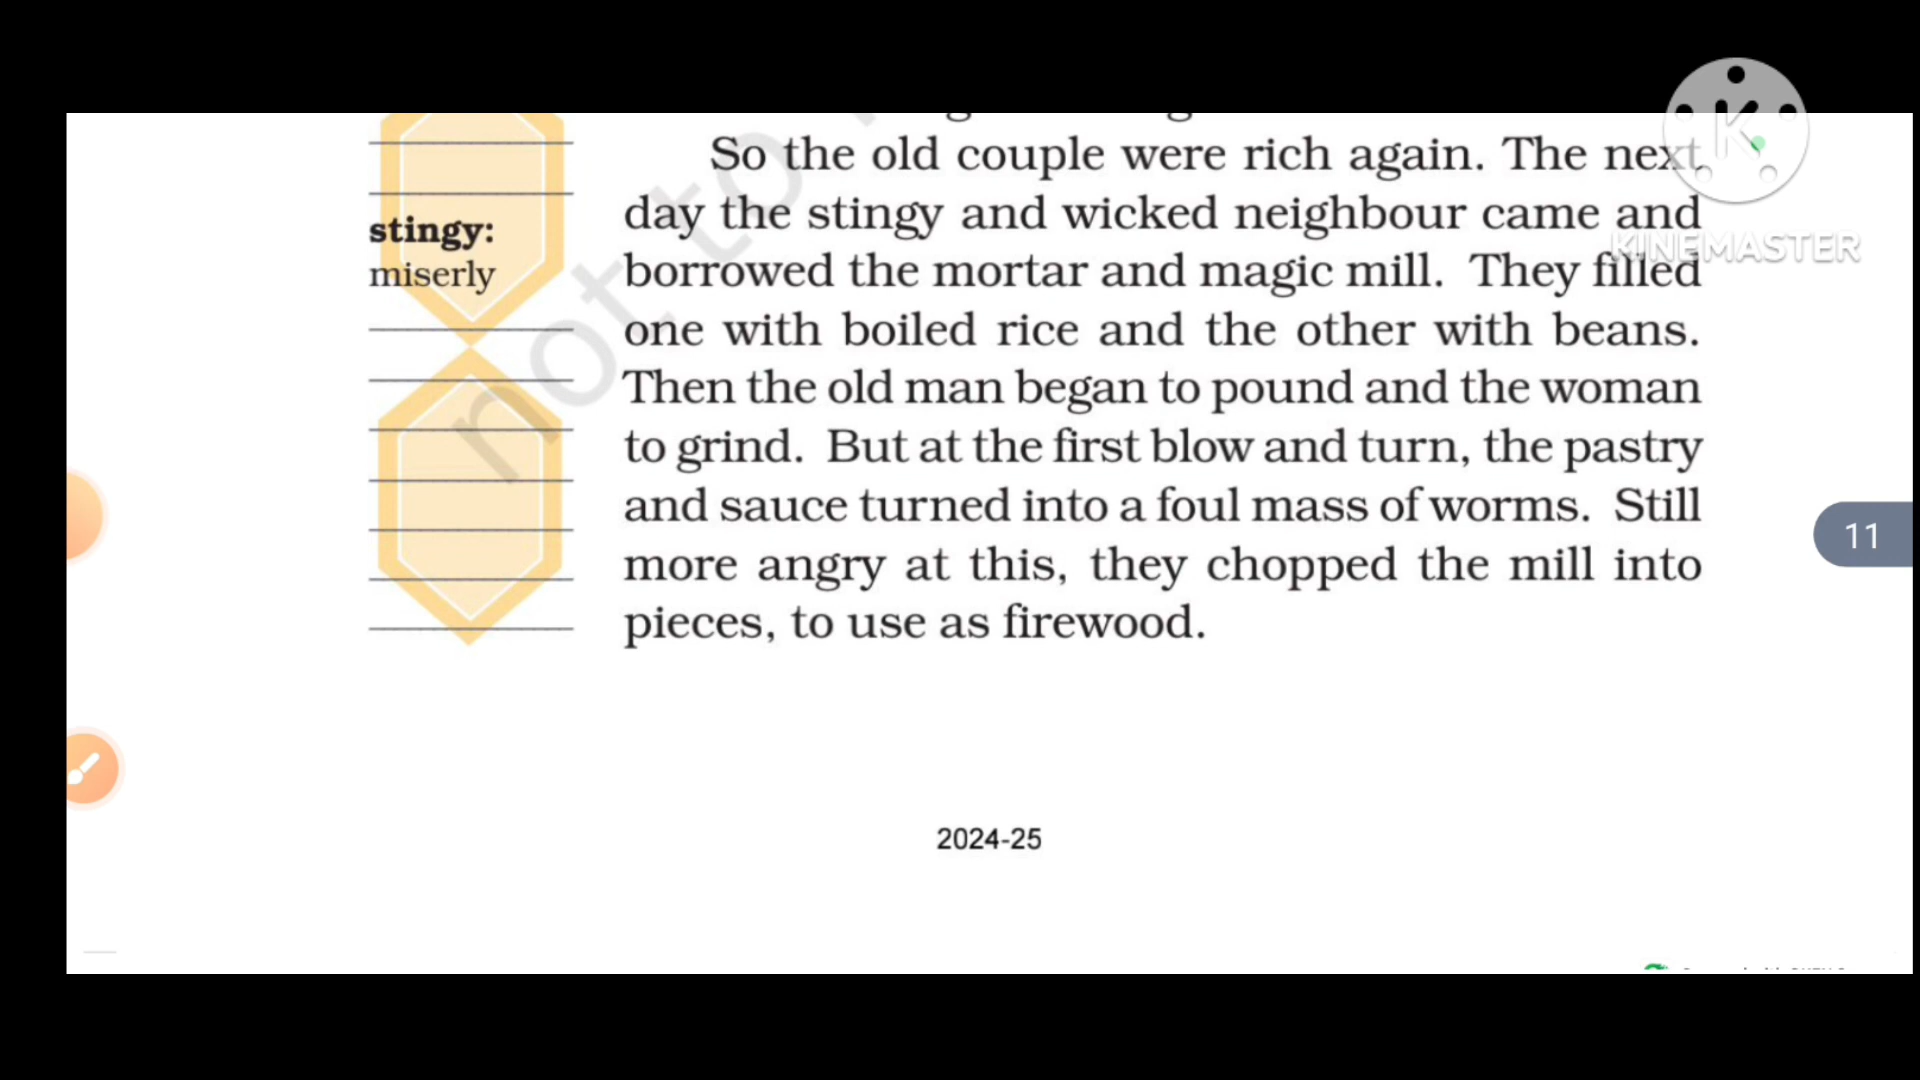 So the old couple were rich again. The next
day the stingy and wicked neighbour came and
borrowed the mortar and magic mill. They filled
one with boiled rice and the other with beans.
Then the old man began to pound and the woman
to grind. But at the first blow and turn, the pastry
and sauce turned into a foul mass of worms. Still
more angry at this, they chopped the mill into
pieces, to use as firewood.
stingy:
miserly
not to
KINEMASTER
11
2024-25